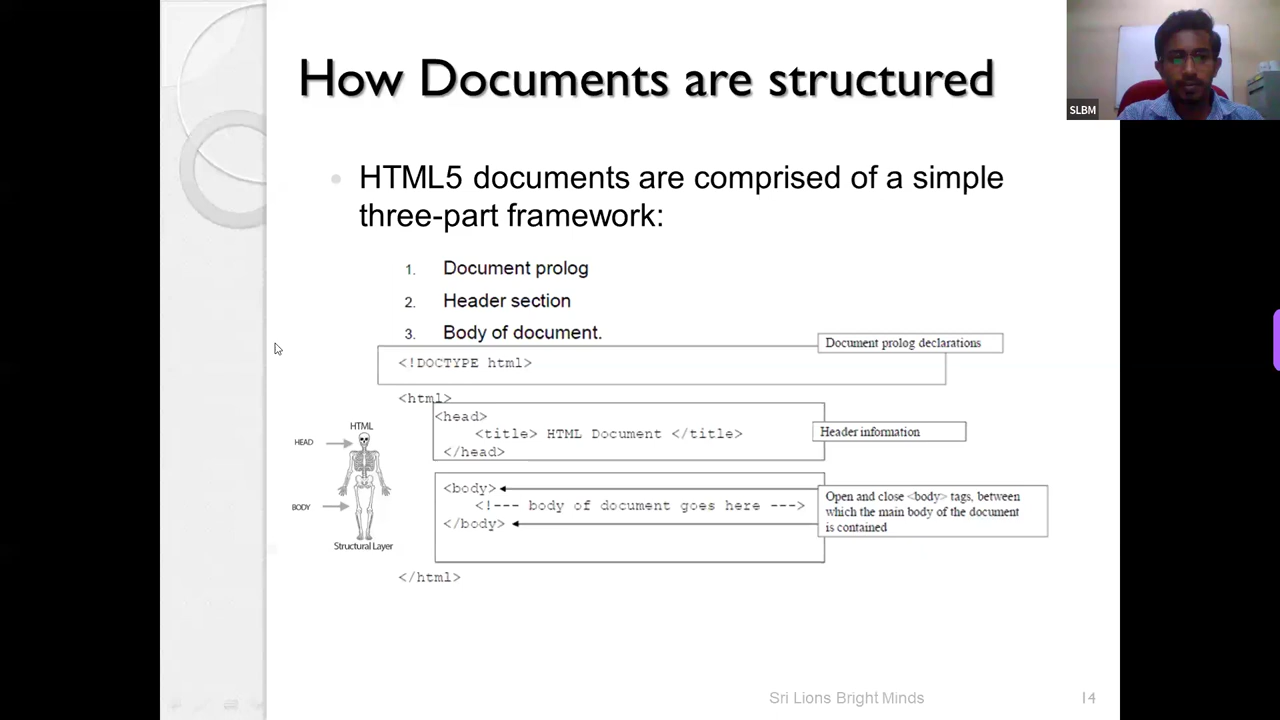 How Documents are structured
SLBM
HTML5 documents are comprised of a simple
three-part framework:
1. Document prolog
2. Header section
3. Body of document.
Document prolog declarations
<!DOCTYPE html>
<html>
<head>
<title> HTML Document </title>
</head>
Header information
HTML
HEAD
BODY
Structural Layer
<body>
<!--- body of document goes here --->
</body>
Open and close <body> tags, between
which the main body of the document
is contained
</html>
Sri Lions Bright Minds
14